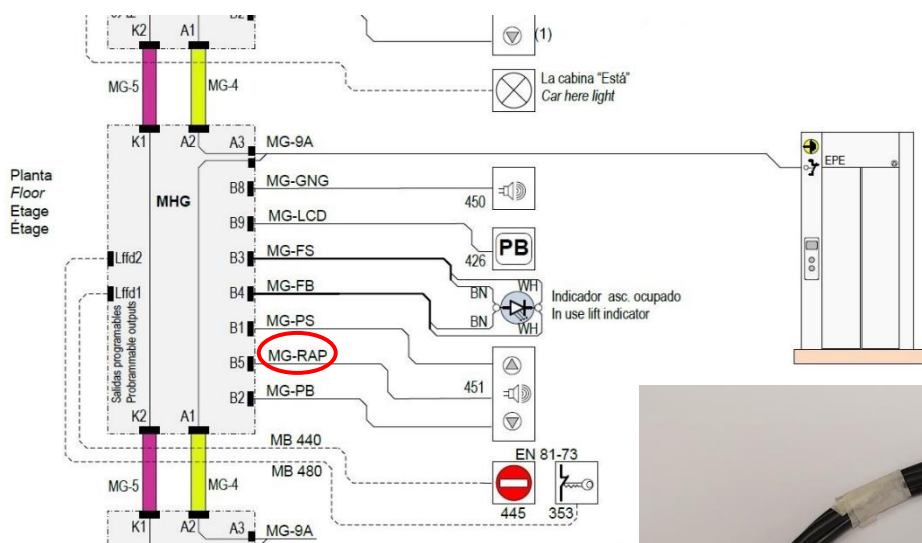 B2
K2
A1
(1)
MG-5
MG-4
La cabina "Está"
Car here light
K1
A2
A3
MG-9A
EPE
Planta
Floor
Etage
Étage
MHG
B8
MG-GNG
450
B9
MG-LCD
426
PB
Lffd2
B3
MG-FS
BN
WH
Indicador asc. ocupado
In use lift indicator
Lffd1
B4
MG-FB
BN
WH
Salidas programables
Probrammable outputs
B1
MG-PS
B5
MG-RAP
451
B2
MG-PB
K2
A1
MB 440
MB 480
EN 81-73
445
353
MG-5
MG-4
K1
A2
A3
MG-9A